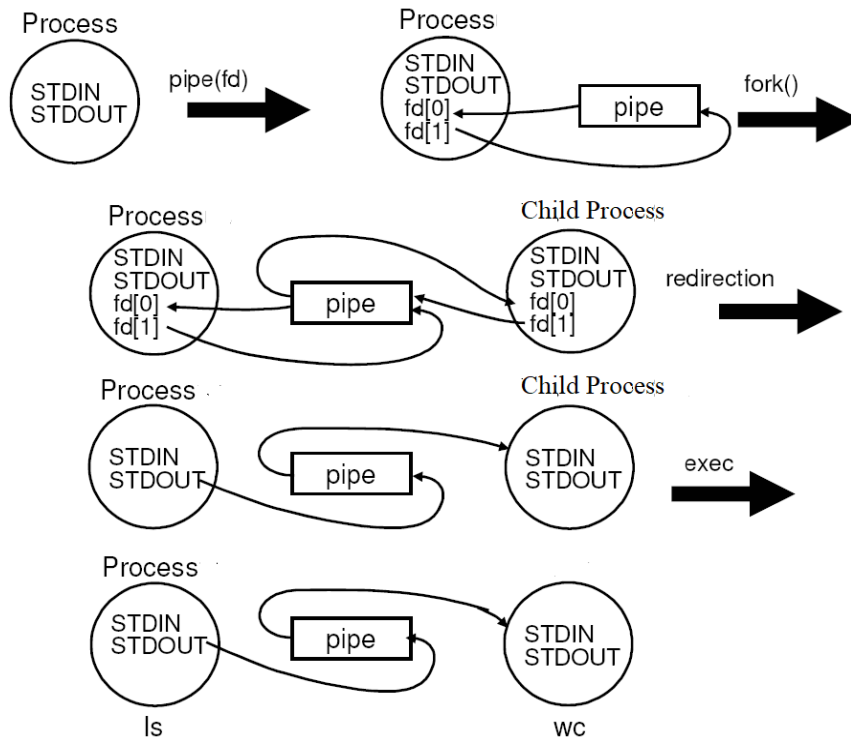 Process
STDIN
STDOUT
pipe(fd)
Process
STDIN
STDOUT
fd[0]
fd[1]
pipe
fork()
Process
STDIN
STDOUT
fd[0]
fd[1]
pipe
Child Process
STDIN
STDOUT
fd[0]
fd[1]
redirection
Process
STDIN
STDOUT
pipe
Child Process
STDIN
STDOUT
exec
Process
STDIN
STDOUT
ls
pipe
STDIN
STDOUT
wc